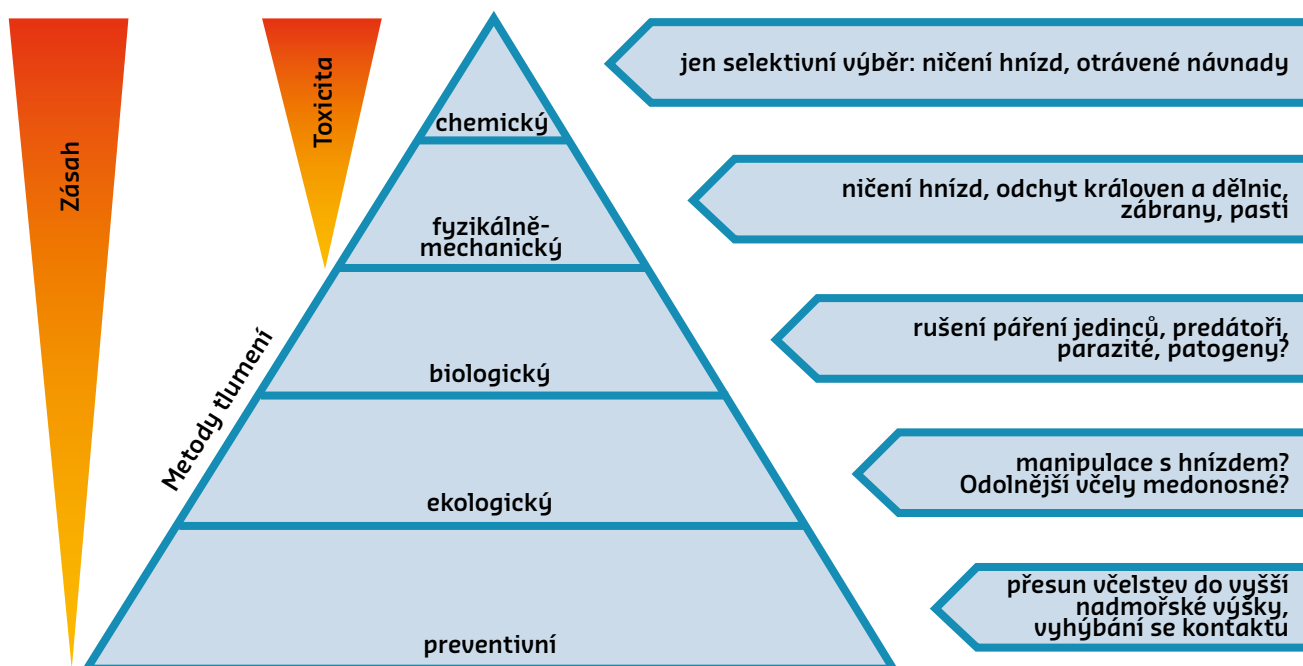 Zásah
Toxicita
Metody tlumení
chemický
jen selektivní výběr: ničení hnízd, otrávené návnady
fyzikálně-
mechanický
ničení hnízd, odchyt královen a dělnic,
zábrany, pasti
biologický
rušení páření jedinců, predátoři,
parazité, patogeny?
ekologický
manipulace s hnízdem?
Odolnější včely medonosné?
preventivní
přesun včelstev do vyšší
nadmořské výšky,
vyhýbání se kontaktu